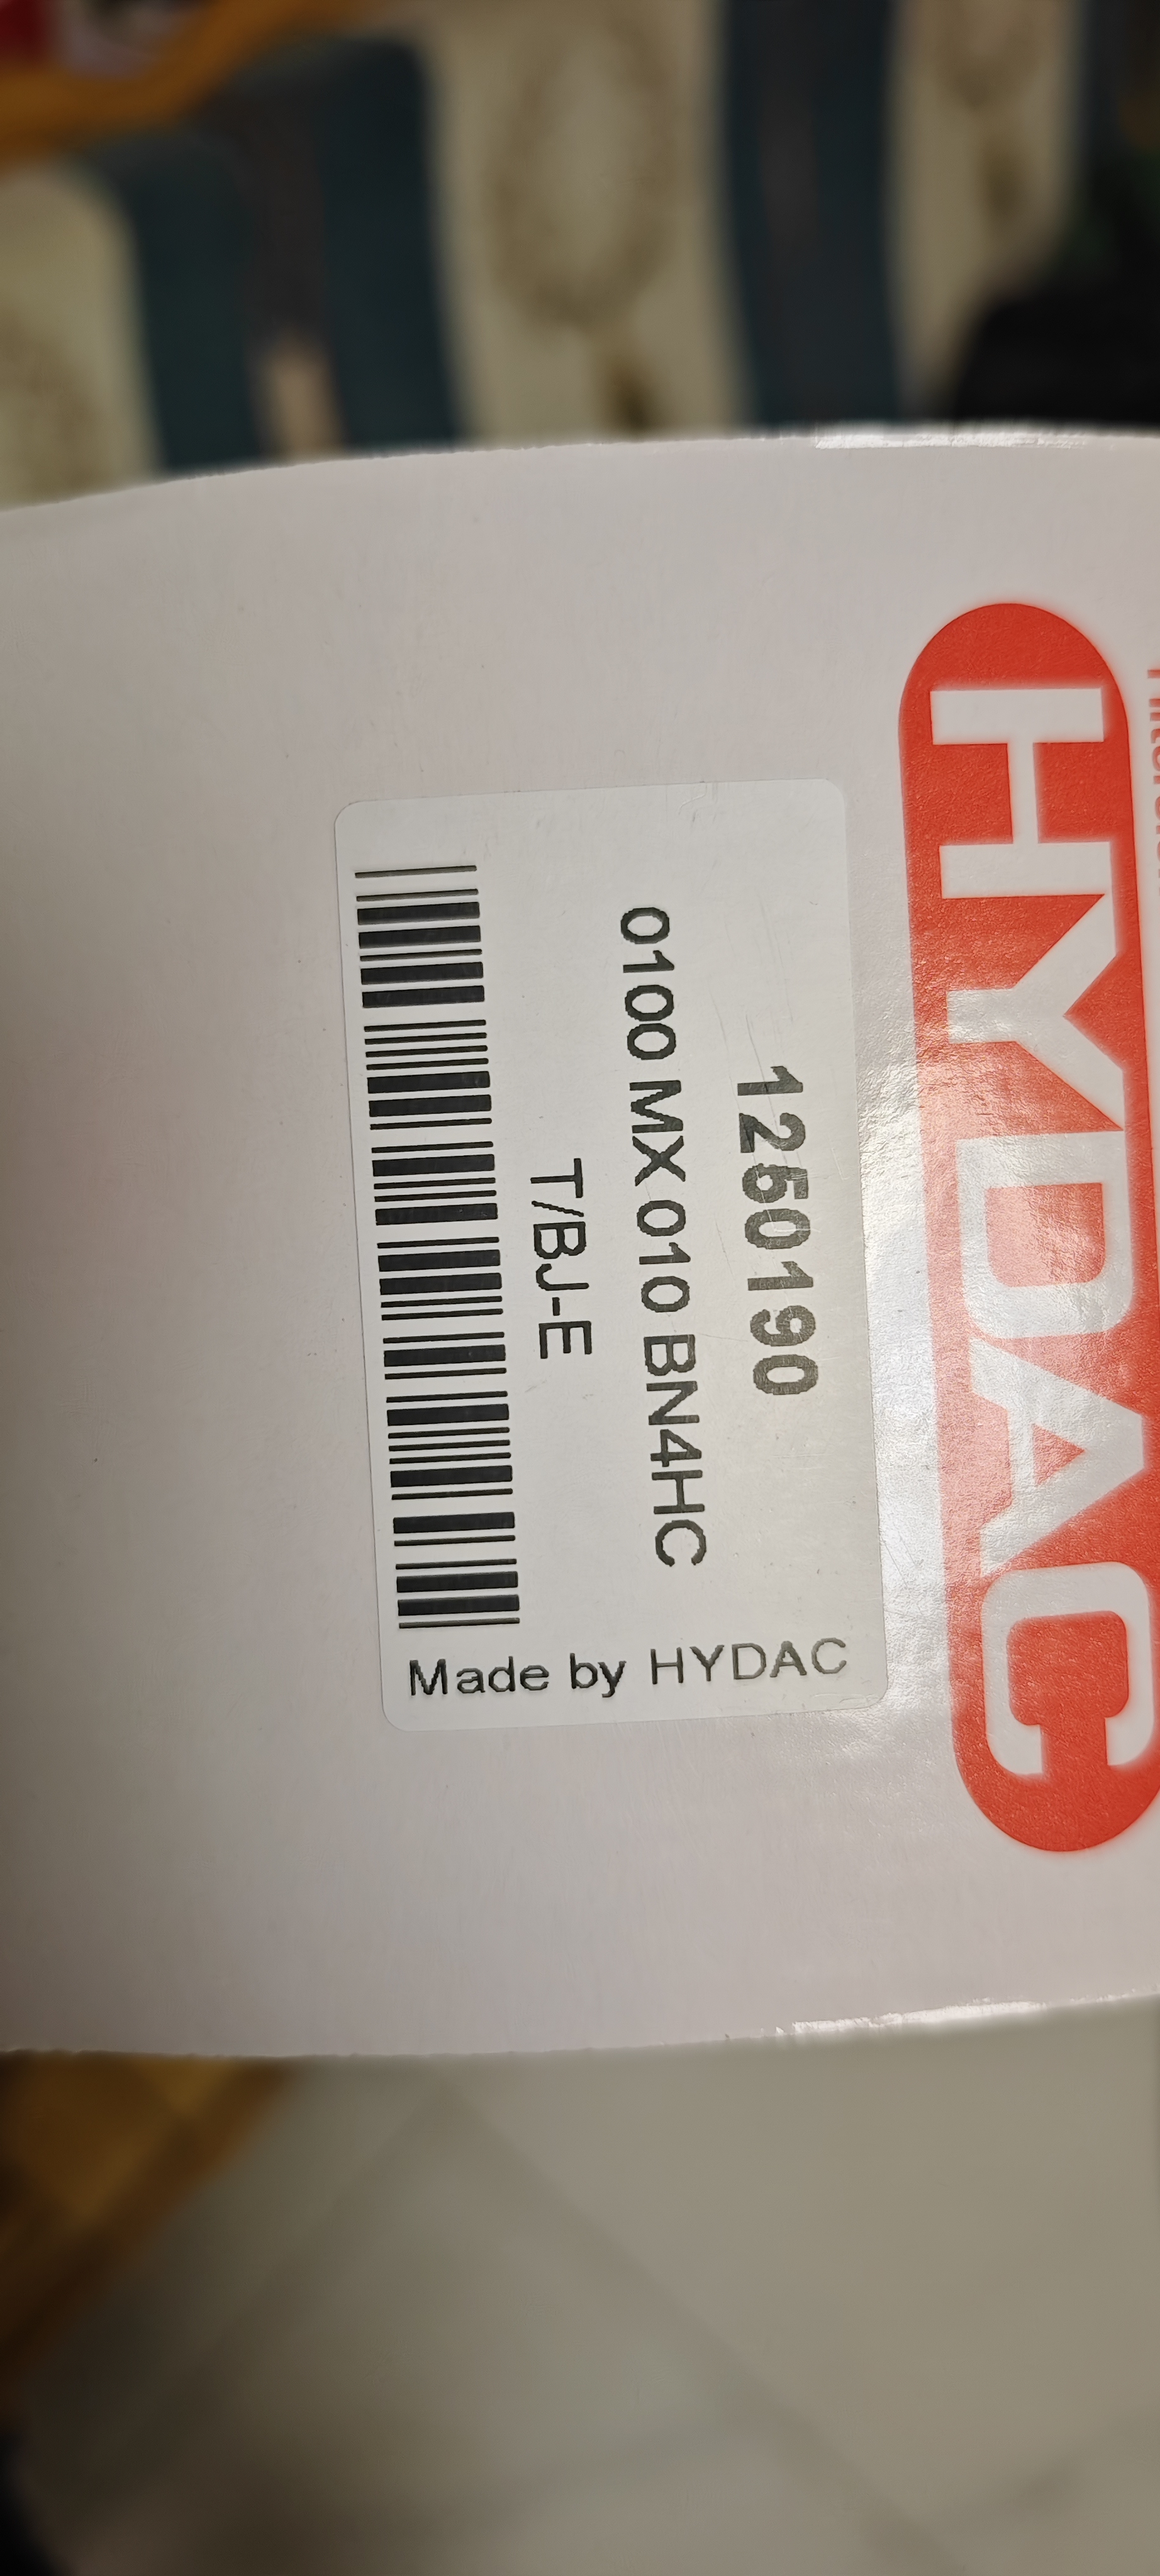 HYDAC
1250190
0100 MX 010 BN4HC
T/BJ-E
Made by HYDAC